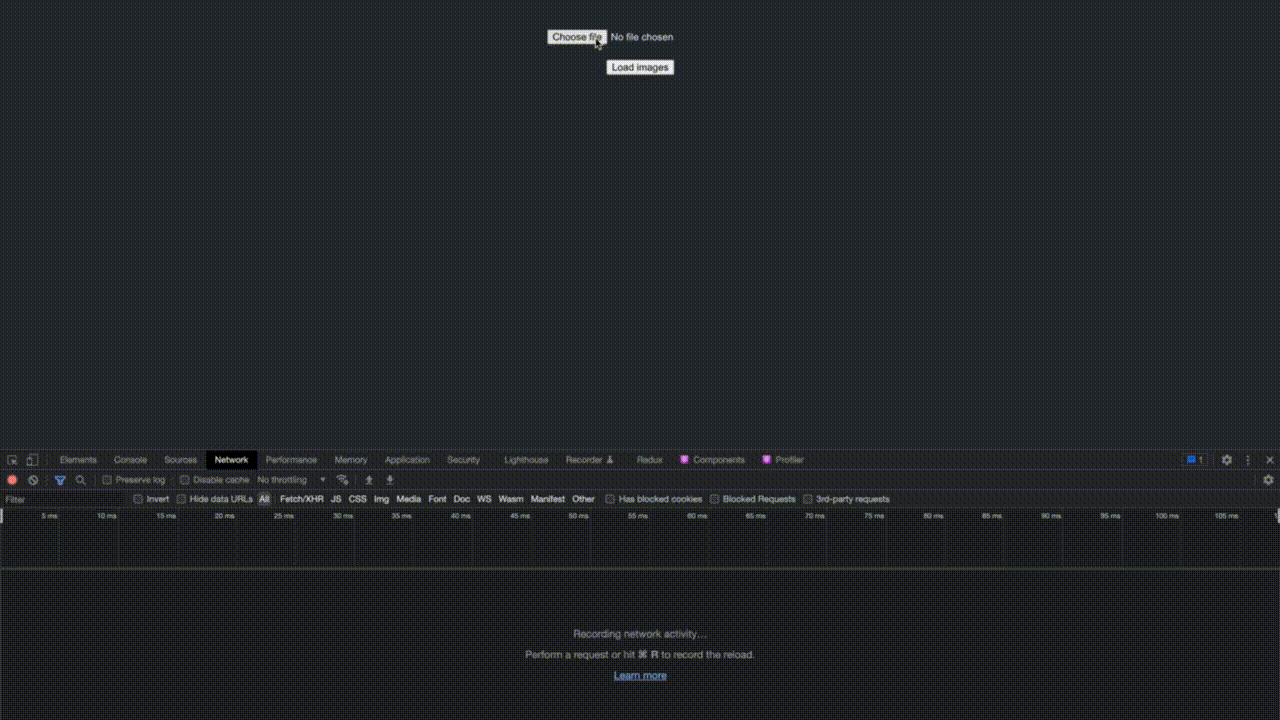 Choose file No file chosen
Load images
Elements Console Sources Network Performance Memory Application Security Lighthouse Recorder Redux Components Profiler 1
Preserve log Disable cache No throttling
Filter Invert Hide data URLs All Fetch/XHR JS CSS Img Media Font Doc WS Wasm Manifest Other Has blocked cookies Blocked Requests 3rd-party requests
5 ms 10 ms 15 ms 20 ms 25 ms 30 ms 35 ms 40 ms 45 ms 50 ms 55 ms 60 ms 65 ms 70 ms 75 ms 80 ms 85 ms 90 ms 95 ms 100 ms 105 ms
Recording network activity…
Perform a request or hit ⌘ R to record the reload.
Learn more